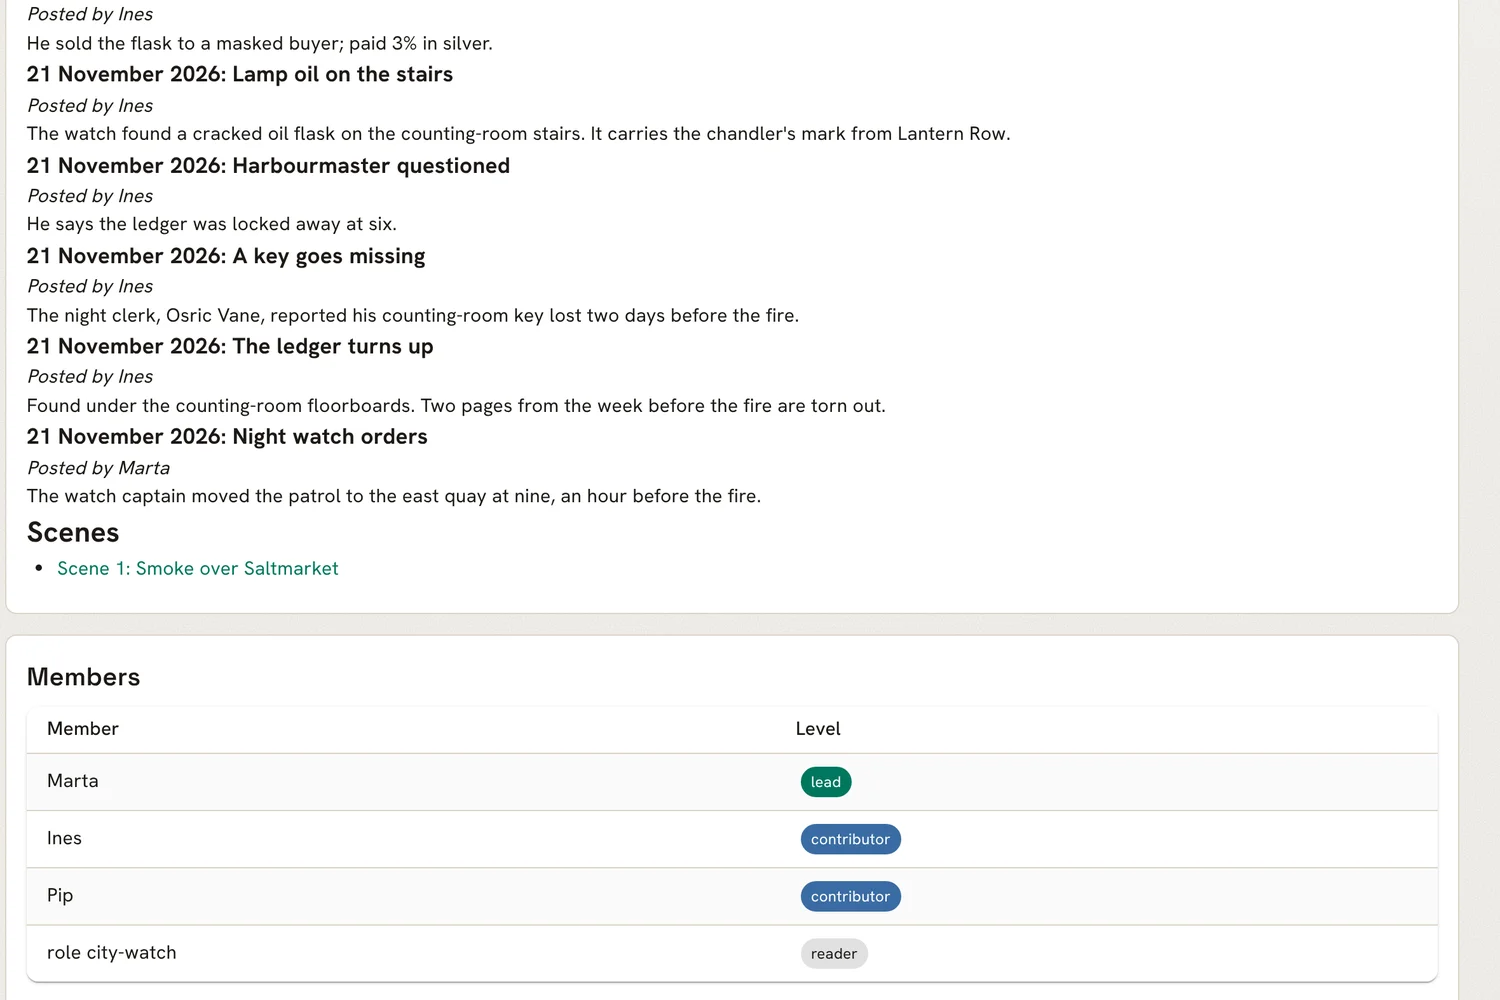 Posted by Ines
He sold the flask to a masked buyer; paid 3% in silver.
21 November 2026: Lamp oil on the stairs
Posted by Ines
The watch found a cracked oil flask on the counting-room stairs. It carries the chandler's mark from Lantern Row.
21 November 2026: Harbourmaster questioned
Posted by Ines
He says the ledger was locked away at six.
21 November 2026: A key goes missing
Posted by Ines
The night clerk, Osric Vane, reported his counting-room key lost two days before the fire.
21 November 2026: The ledger turns up
Posted by Ines
Found under the counting-room floorboards. Two pages from the week before the fire are torn out.
21 November 2026: Night watch orders
Posted by Marta
The watch captain moved the patrol to the east quay at nine, an hour before the fire.
Scenes
• Scene 1: Smoke over Saltmarket
Members
Member Level
Marta lead
Ines contributor
Pip contributor
role city-watch reader